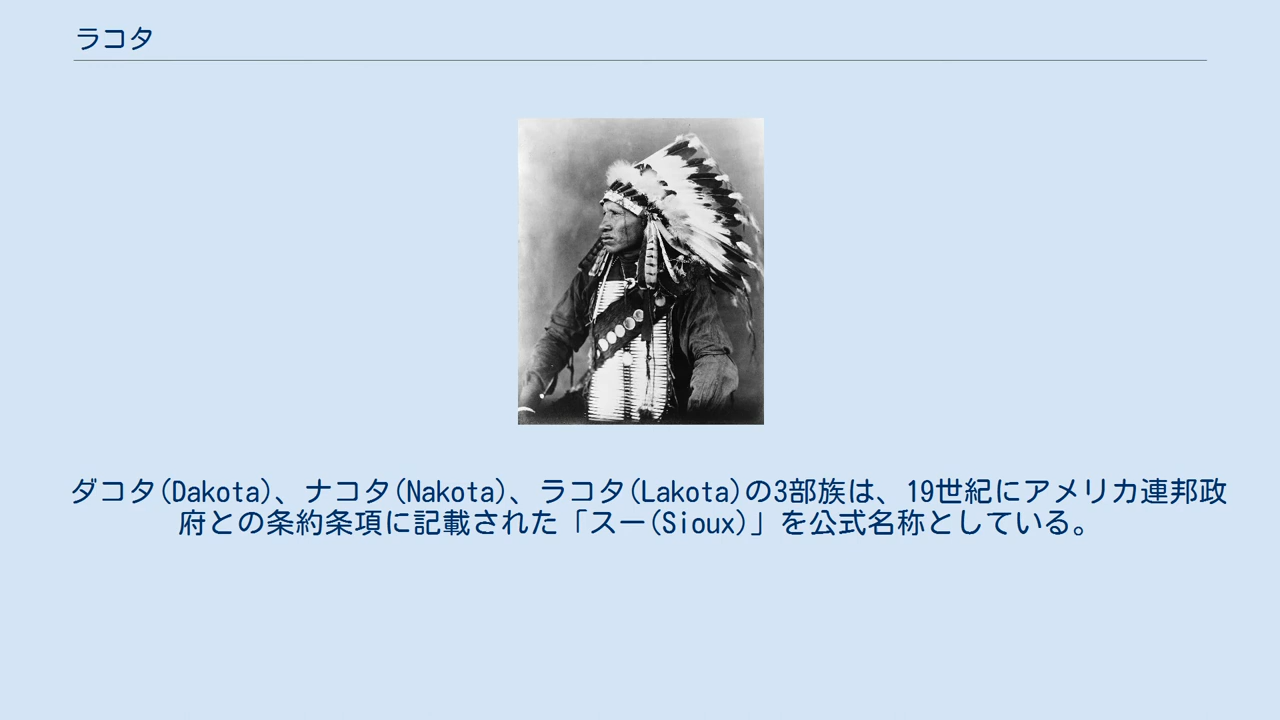 ラコタ
ダコタ(Dakota)、ナコタ(Nakota)、ラコタ(Lakota)の3部族は、19世紀にアメリカ連邦政
府との条約条項に記載された「スー(Sioux)」を公式名称としている。